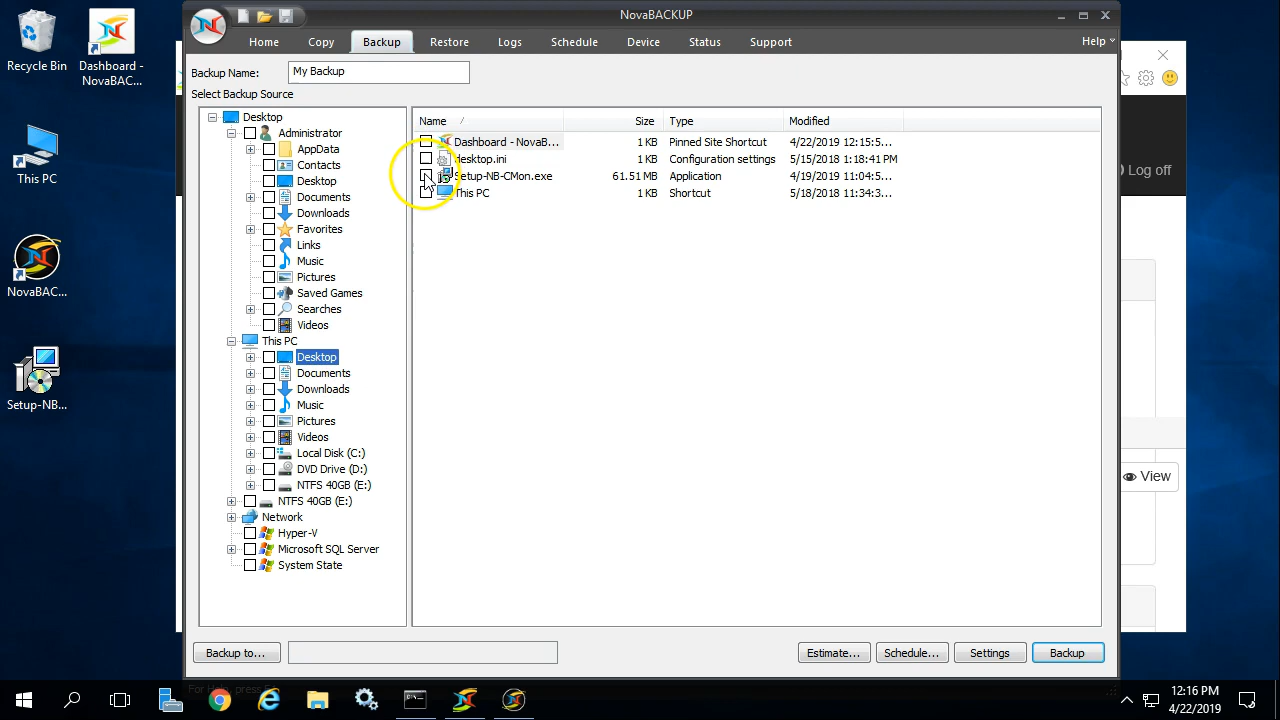 Recycle Bin
Dashboard -
NovaBAC...
This PC
NovaBAC...
Setup-NB...
NovaBACKUP
Home Copy Backup Restore Logs Schedule Device Status Support Help
Backup Name: My Backup
Select Backup Source
Desktop
Administrator
AppData
Contacts
Desktop
Documents
Downloads
Favorites
Links
Music
Pictures
Saved Games
Searches
Videos
This PC
Desktop
Documents
Downloads
Music
Pictures
Videos
Local Disk (C:)
DVD Drive (D:)
NTFS 40GB (E:)
NTFS 40GB (E:)
Network
Hyper-V
Microsoft SQL Server
System State
Name / Size Type Modified
Dashboard - NovaB... 1 KB Pinned Site Shortcut 4/22/2019 12:15:5...
desktop.ini 1 KB Configuration settings 5/15/2018 1:18:41 PM
Setup-NB-CMon.exe 61.51 MB Application 4/19/2019 11:04:5...
This PC 1 KB Shortcut 5/18/2018 11:34:3...
Log off
View
Backup to... Estimate... Schedule... Settings Backup
For Help, press F1
12:16 PM
4/22/2019